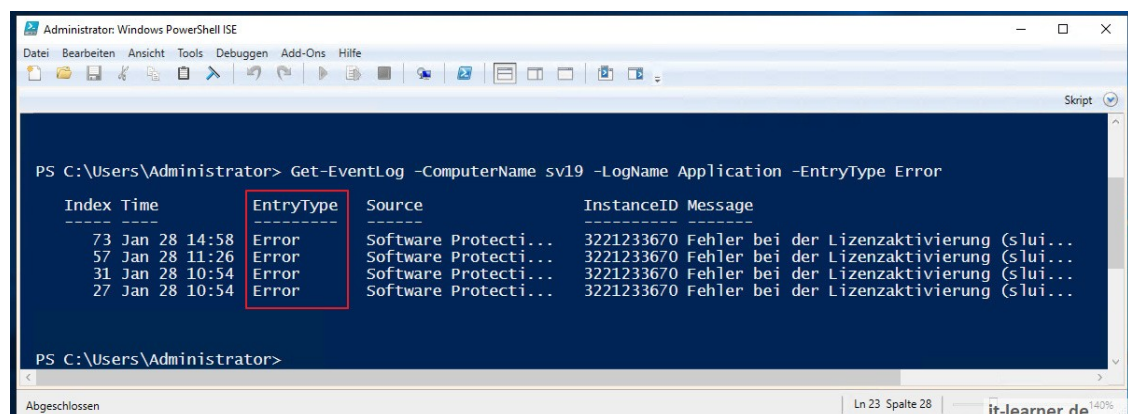 Administrator: Windows PowerShell ISE
Datei Bearbeiten Ansicht Tools Debuggen Add-Ons Hilfe
Skript
PS C:\Users\Administrator> Get-EventLog -ComputerName sv19 -LogName Application -EntryType Error
Index Time EntryType Source InstanceID Message
----- ---- --------- ------ ---------- -------
73 Jan 28 14:58 Error Software Protecti... 3221233670 Fehler bei der Lizenzaktivierung (slui...
57 Jan 28 11:26 Error Software Protecti... 3221233670 Fehler bei der Lizenzaktivierung (slui...
31 Jan 28 10:54 Error Software Protecti... 3221233670 Fehler bei der Lizenzaktivierung (slui...
27 Jan 28 10:54 Error Software Protecti... 3221233670 Fehler bei der Lizenzaktivierung (slui...
PS C:\Users\Administrator>
Abgeschlossen Ln 23 Spalte 28 it-learner.de 140%